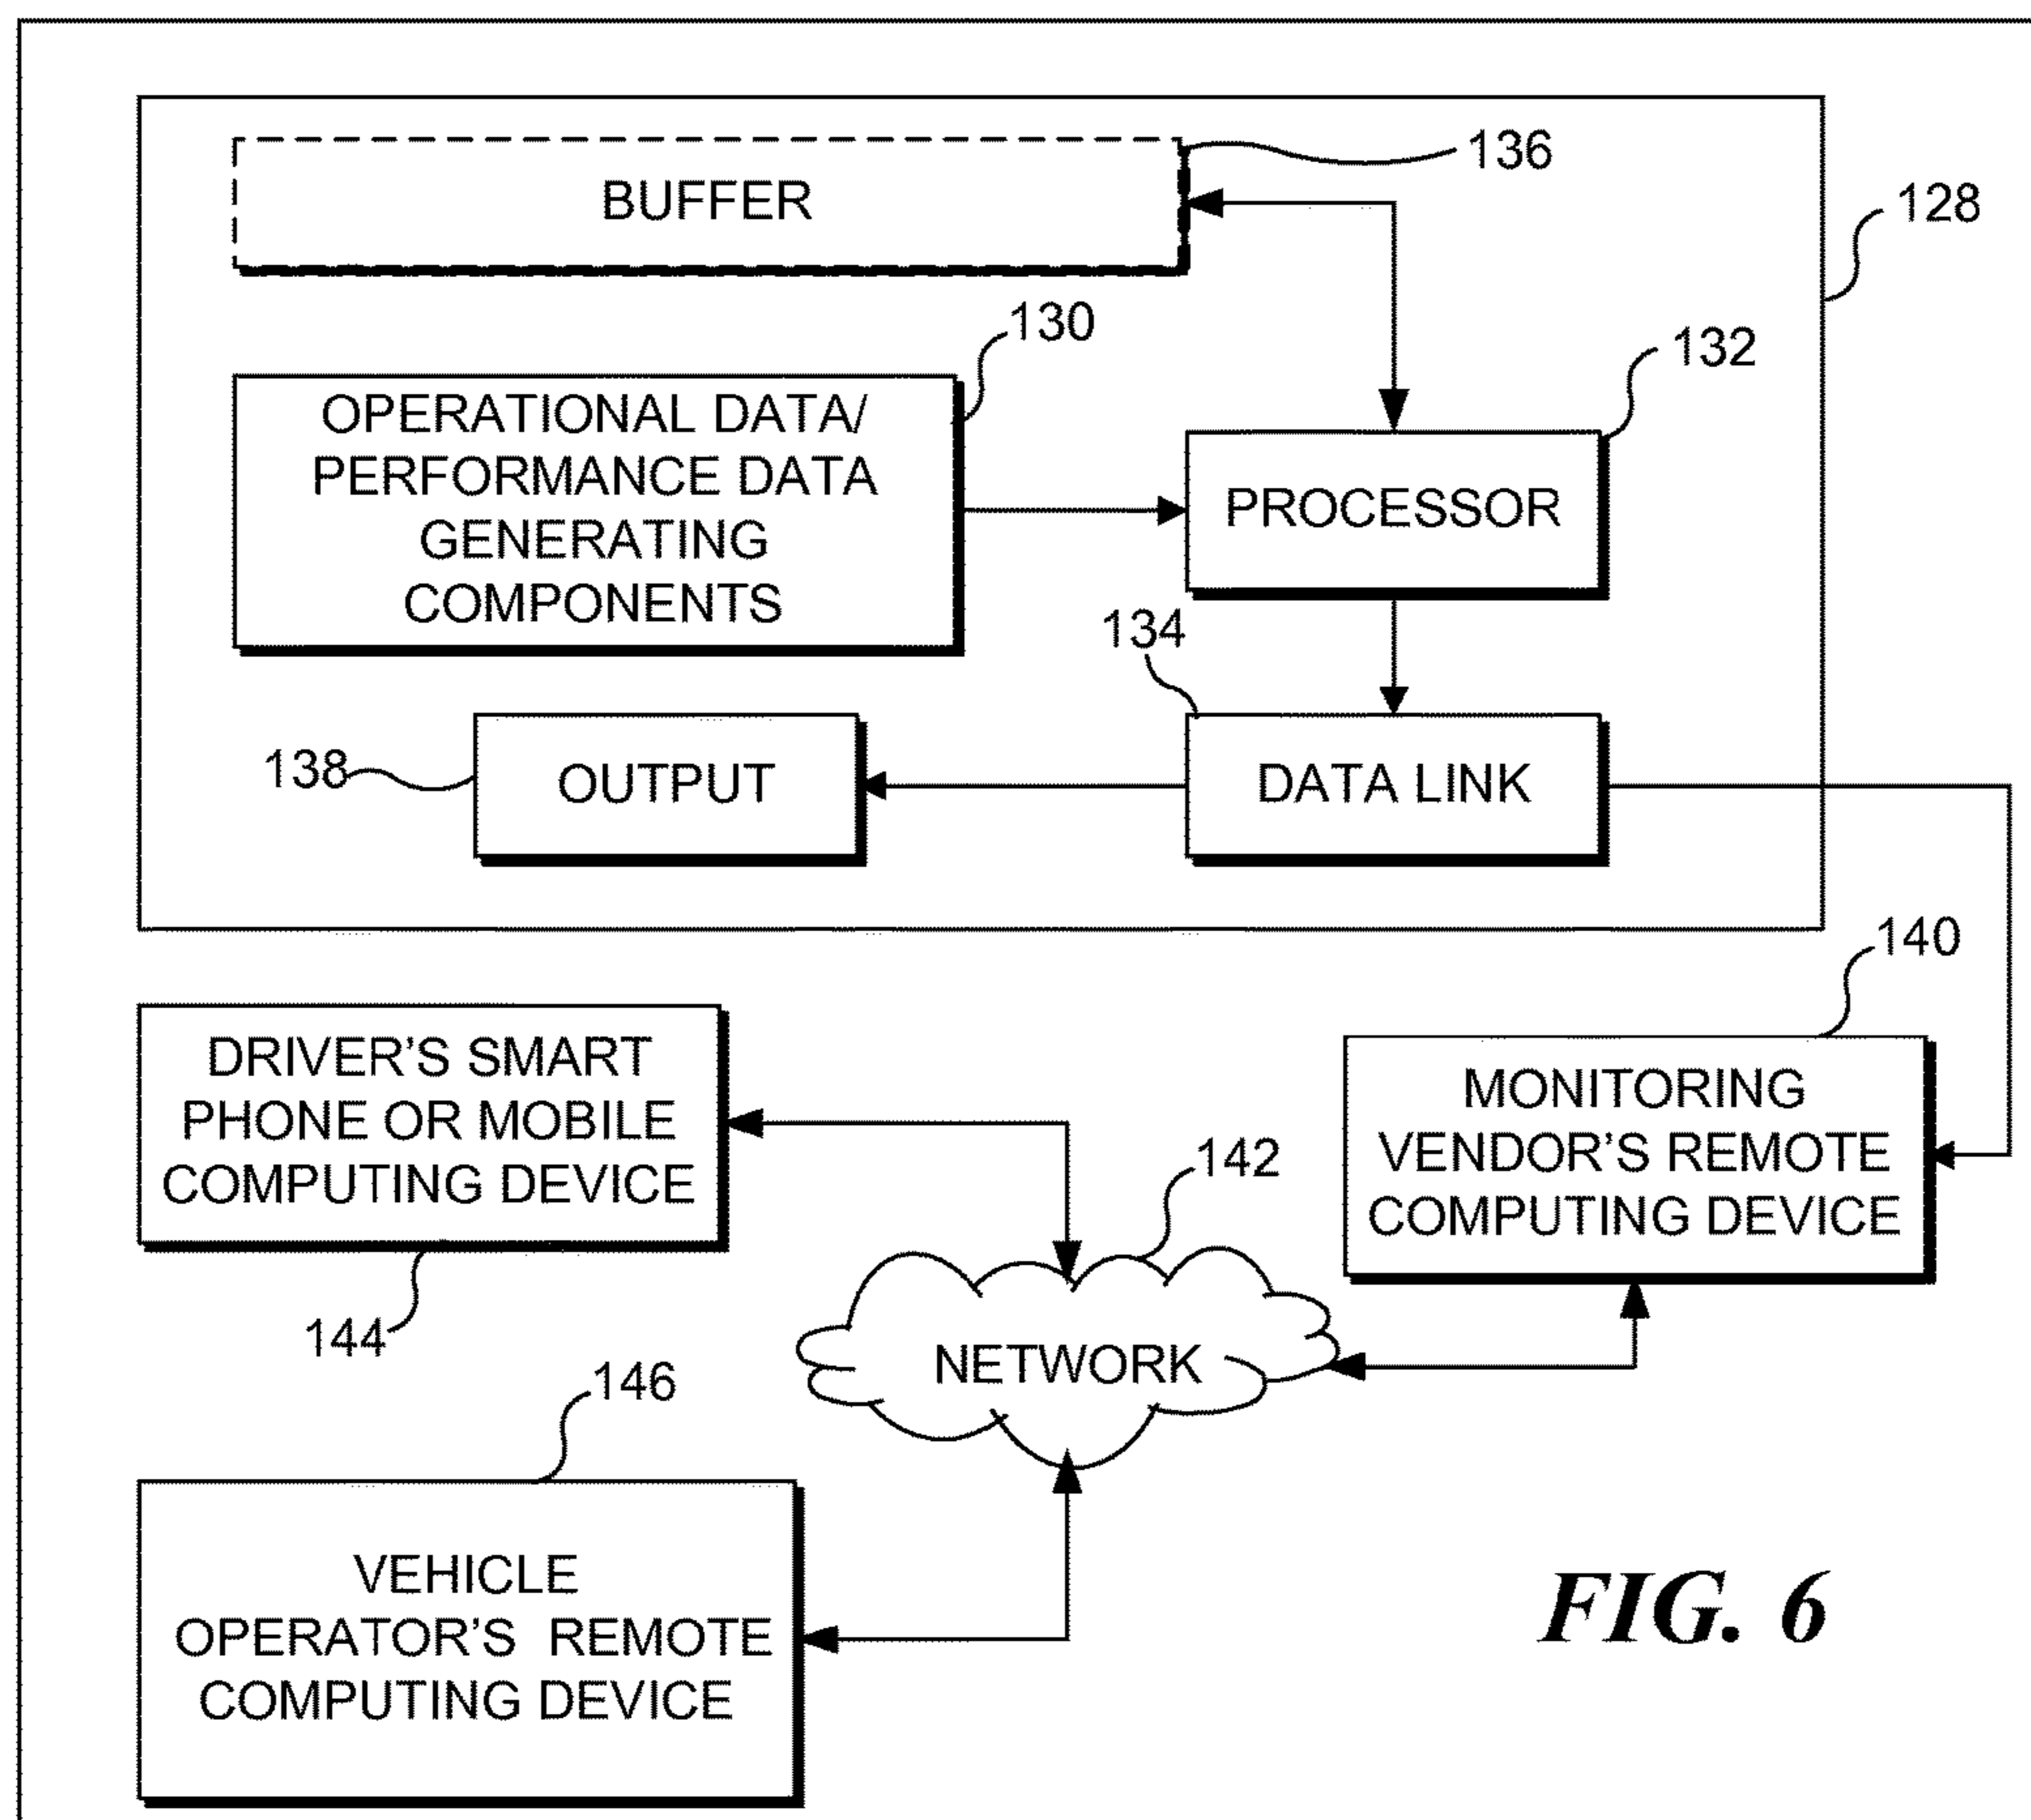 136
BUFFER
128
130
132
OPERATIONAL DATA/
PERFORMANCE DATA
GENERATING
COMPONENTS
PROCESSOR
134
138
OUTPUT
DATA LINK
140
DRIVER'S SMART
PHONE OR MOBILE
COMPUTING DEVICE
MONITORING
VENDOR'S REMOTE
COMPUTING DEVICE
142
144
NETWORK
146
VEHICLE
OPERATOR'S REMOTE
COMPUTING DEVICE
FIG. 6